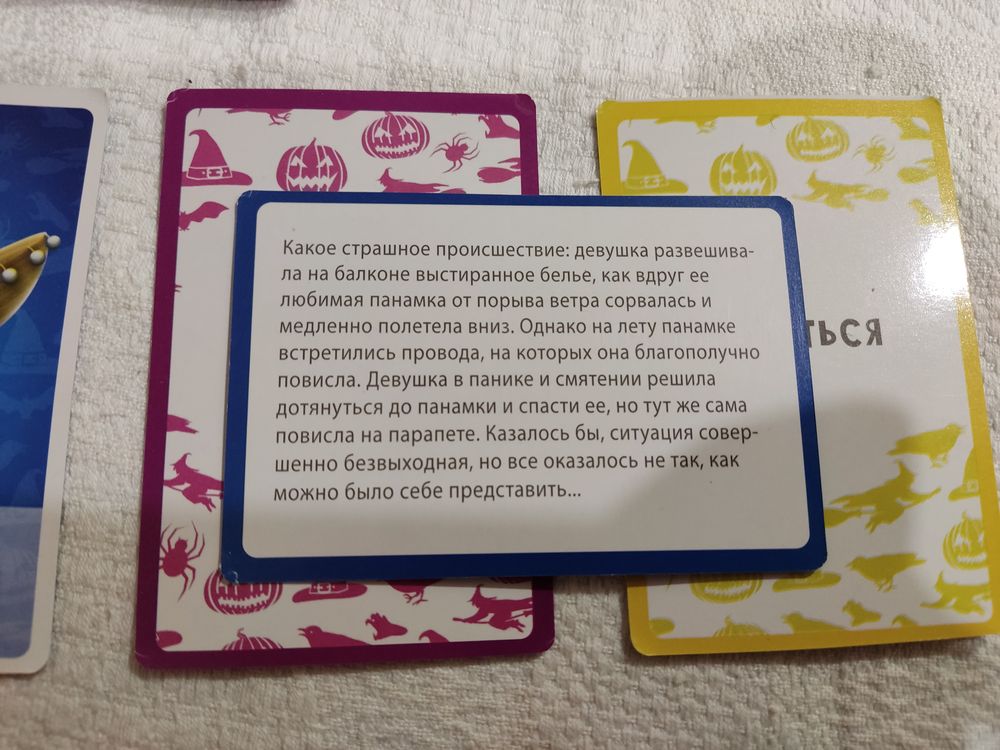 Какое страшное происшествие: девушка развешива-
ла на балконе выстиранное белье, как вдруг ее
любимая панамка от порыва ветра сорвалась и
медленно полетела вниз. Однако на лету панамке
встретились провода, на которых она благополучно
повисла. Девушка в панике и смятении решила
дотянуться до панамки и спасти ее, но тут же сама
повисла на парапете. Казалось бы, ситуация совер-
шенно безвыходная, но все оказалось не так, как
можно было себе представить...
ТЬСЯ